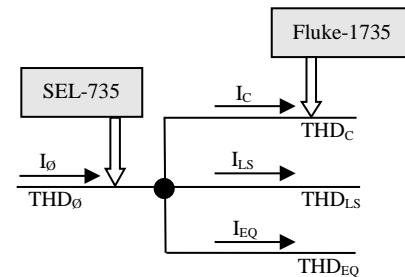 Fluke-1735
SEL-735
I_C
THD_C
I_Ø
I_LS
THD_Ø
THD_LS
I_EQ
THD_EQ